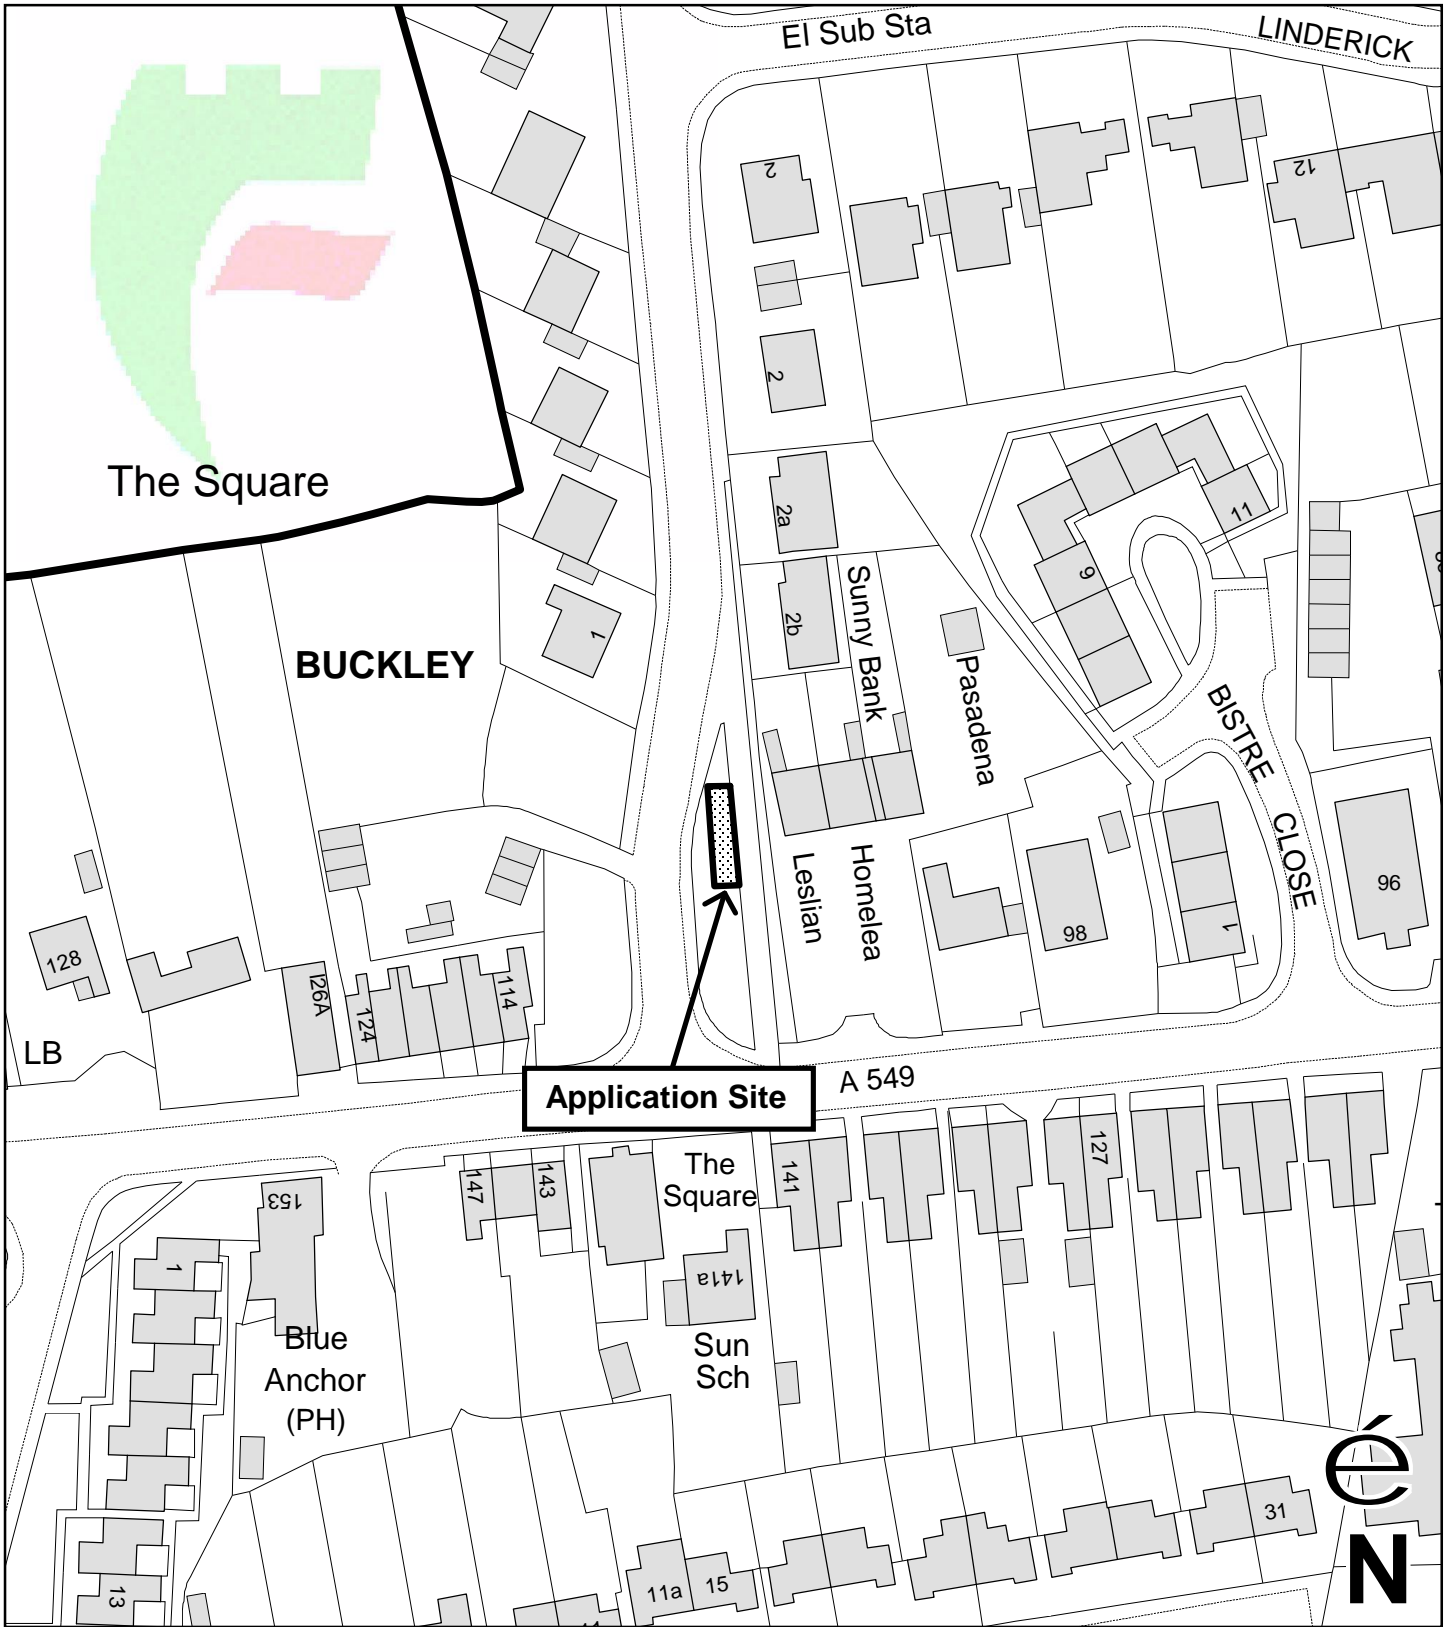 El Sub Sta
LINDERICK
2
12
2
The Square
2a
11
9
Sunny Bank
2b
1
BUCKLEY
Pasadena
BISTRE
CLOSE
Leslian
Homelea
96
98
1
128
126A
124
114
LB
Application Site
A 549
127
The
Square
141
147
143
153
1
141a
Blue
Anchor
(PH)
Sun
Sch
é
N
31
11a
15
13